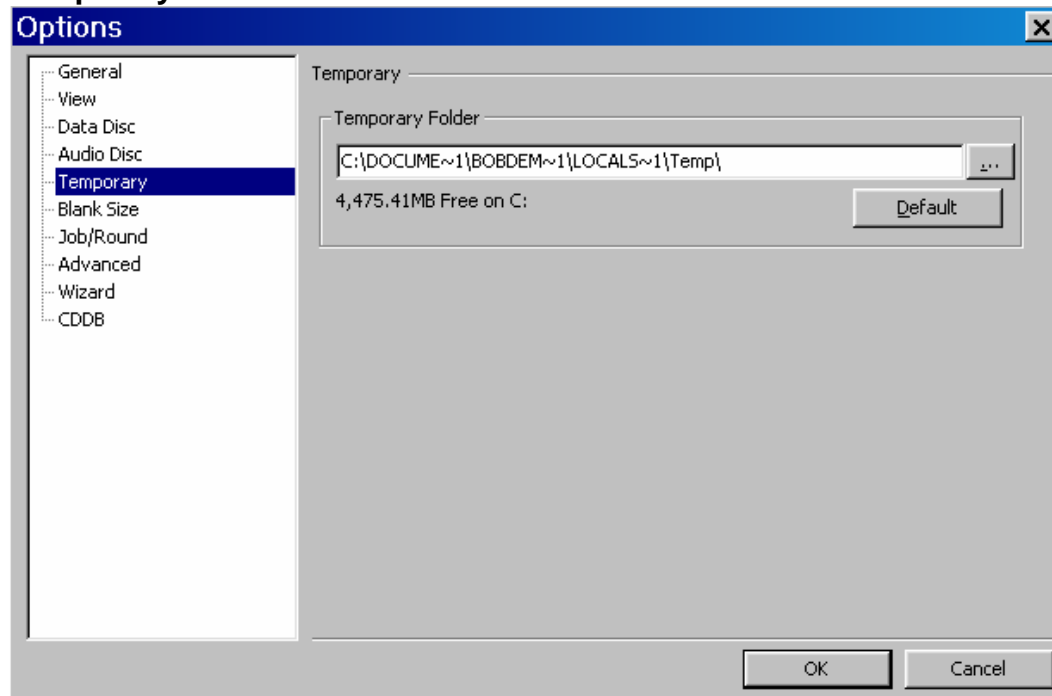 Options
General
View
Data Disc
Audio Disc
Temporary
Blank Size
Job/Round
Advanced
Wizard
CDDB
Temporary
Temporary Folder
C:\DOCUME~1\BOBDEM~1\LOCALS~1\Temp\
...
4,475.41MB Free on C:
Default
OK
Cancel